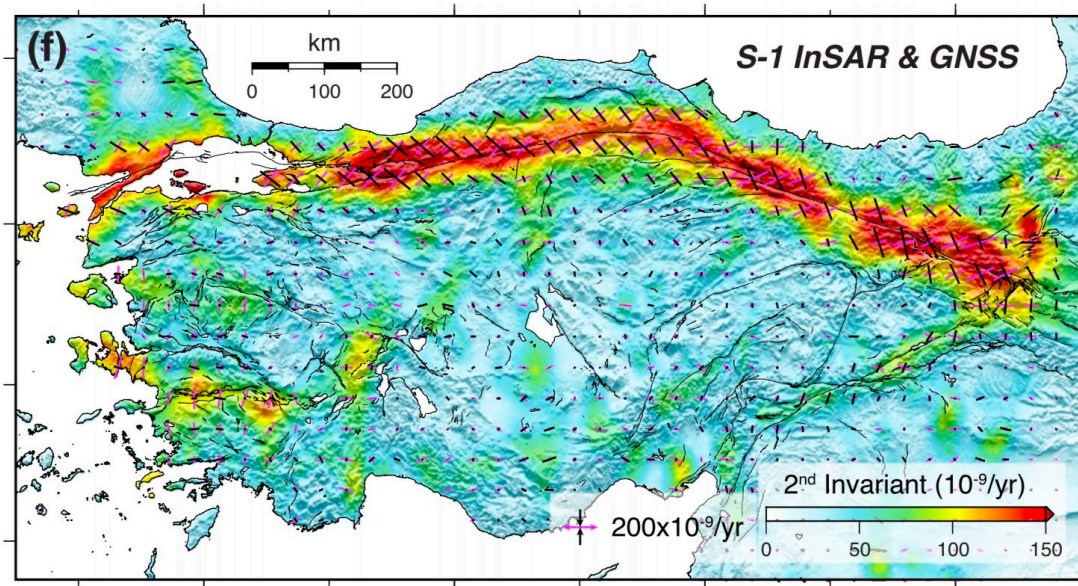 (f)
km
0 100 200
S-1 InSAR & GNSS
2nd Invariant (10-9/yr)
200x10-9/yr
0 50 100 150